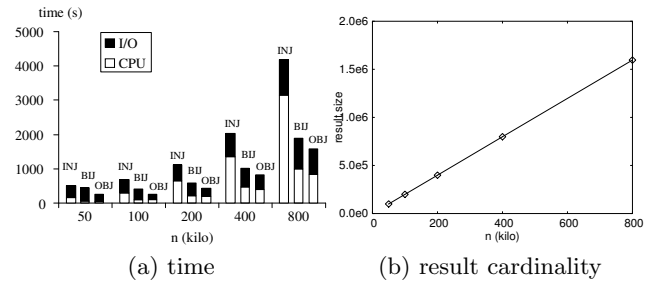 time (s)
5000
4000
3000
2000
1000
0
I/O
CPU
INJ
BIJ
OBJ
INJ
BIJ
OBJ
INJ
BIJ
OBJ
INJ
BIJ
OBJ
INJ
BIJ
OBJ
50 100 200 400 800
n (kilo)
(a) time
2.0e6
1.5e6
1.0e6
5.0e5
0.0e0
result size
0 200 400 600 800
n (kilo)
(b) result cardinality